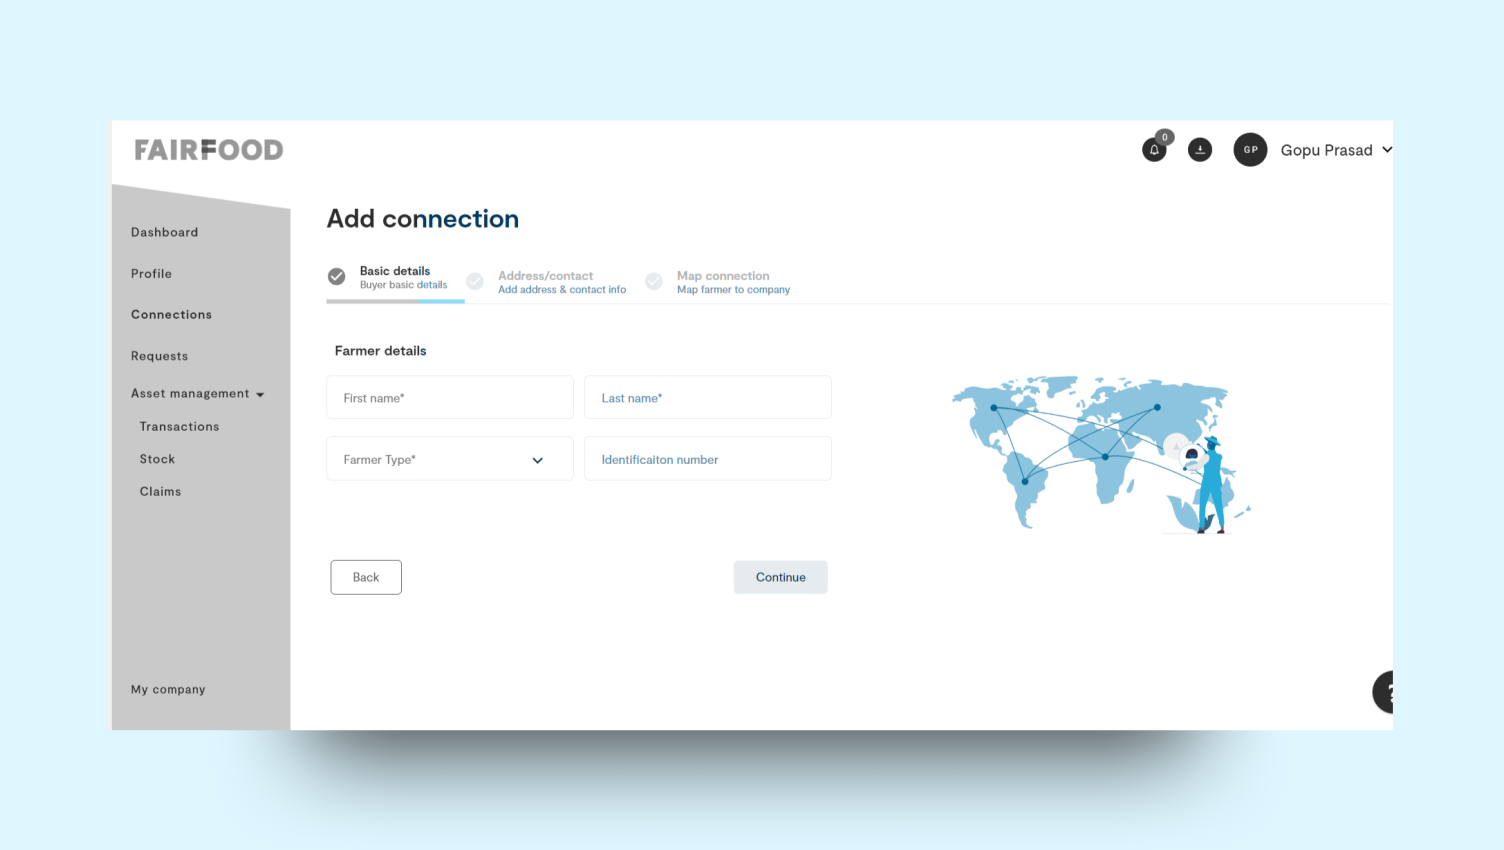 FAIRFOOD
0
GP
Gopu Prasad
Dashboard
Profile
Connections
Requests
Asset management
Transactions
Stock
Claims
My company
Add connection
Basic details
Buyer basic details
Address/contact
Add address & contact info
Map connection
Map farmer to company
Farmer details
First name*
Last name*
Farmer Type*
Identificaiton number
Back
Continue
?